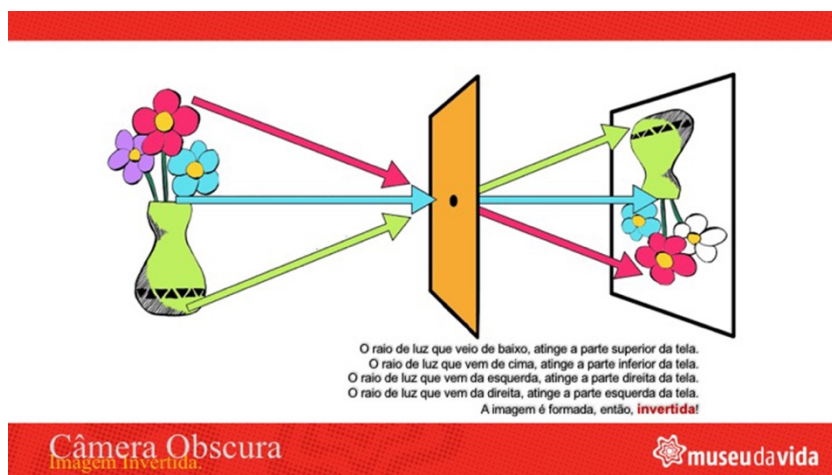 O raio de luz que veio de baixo, atinge a parte superior da tela.
O raio de luz que vem de cima, atinge a parte inferior da tela.
O raio de luz que vem da esquerda, atinge a parte direita da tela.
O raio de luz que vem da direita, atinge a parte esquerda da tela.
A imagem é formada, então, invertida!
Câmera Obscura
Imagem Invertida.
museudavida